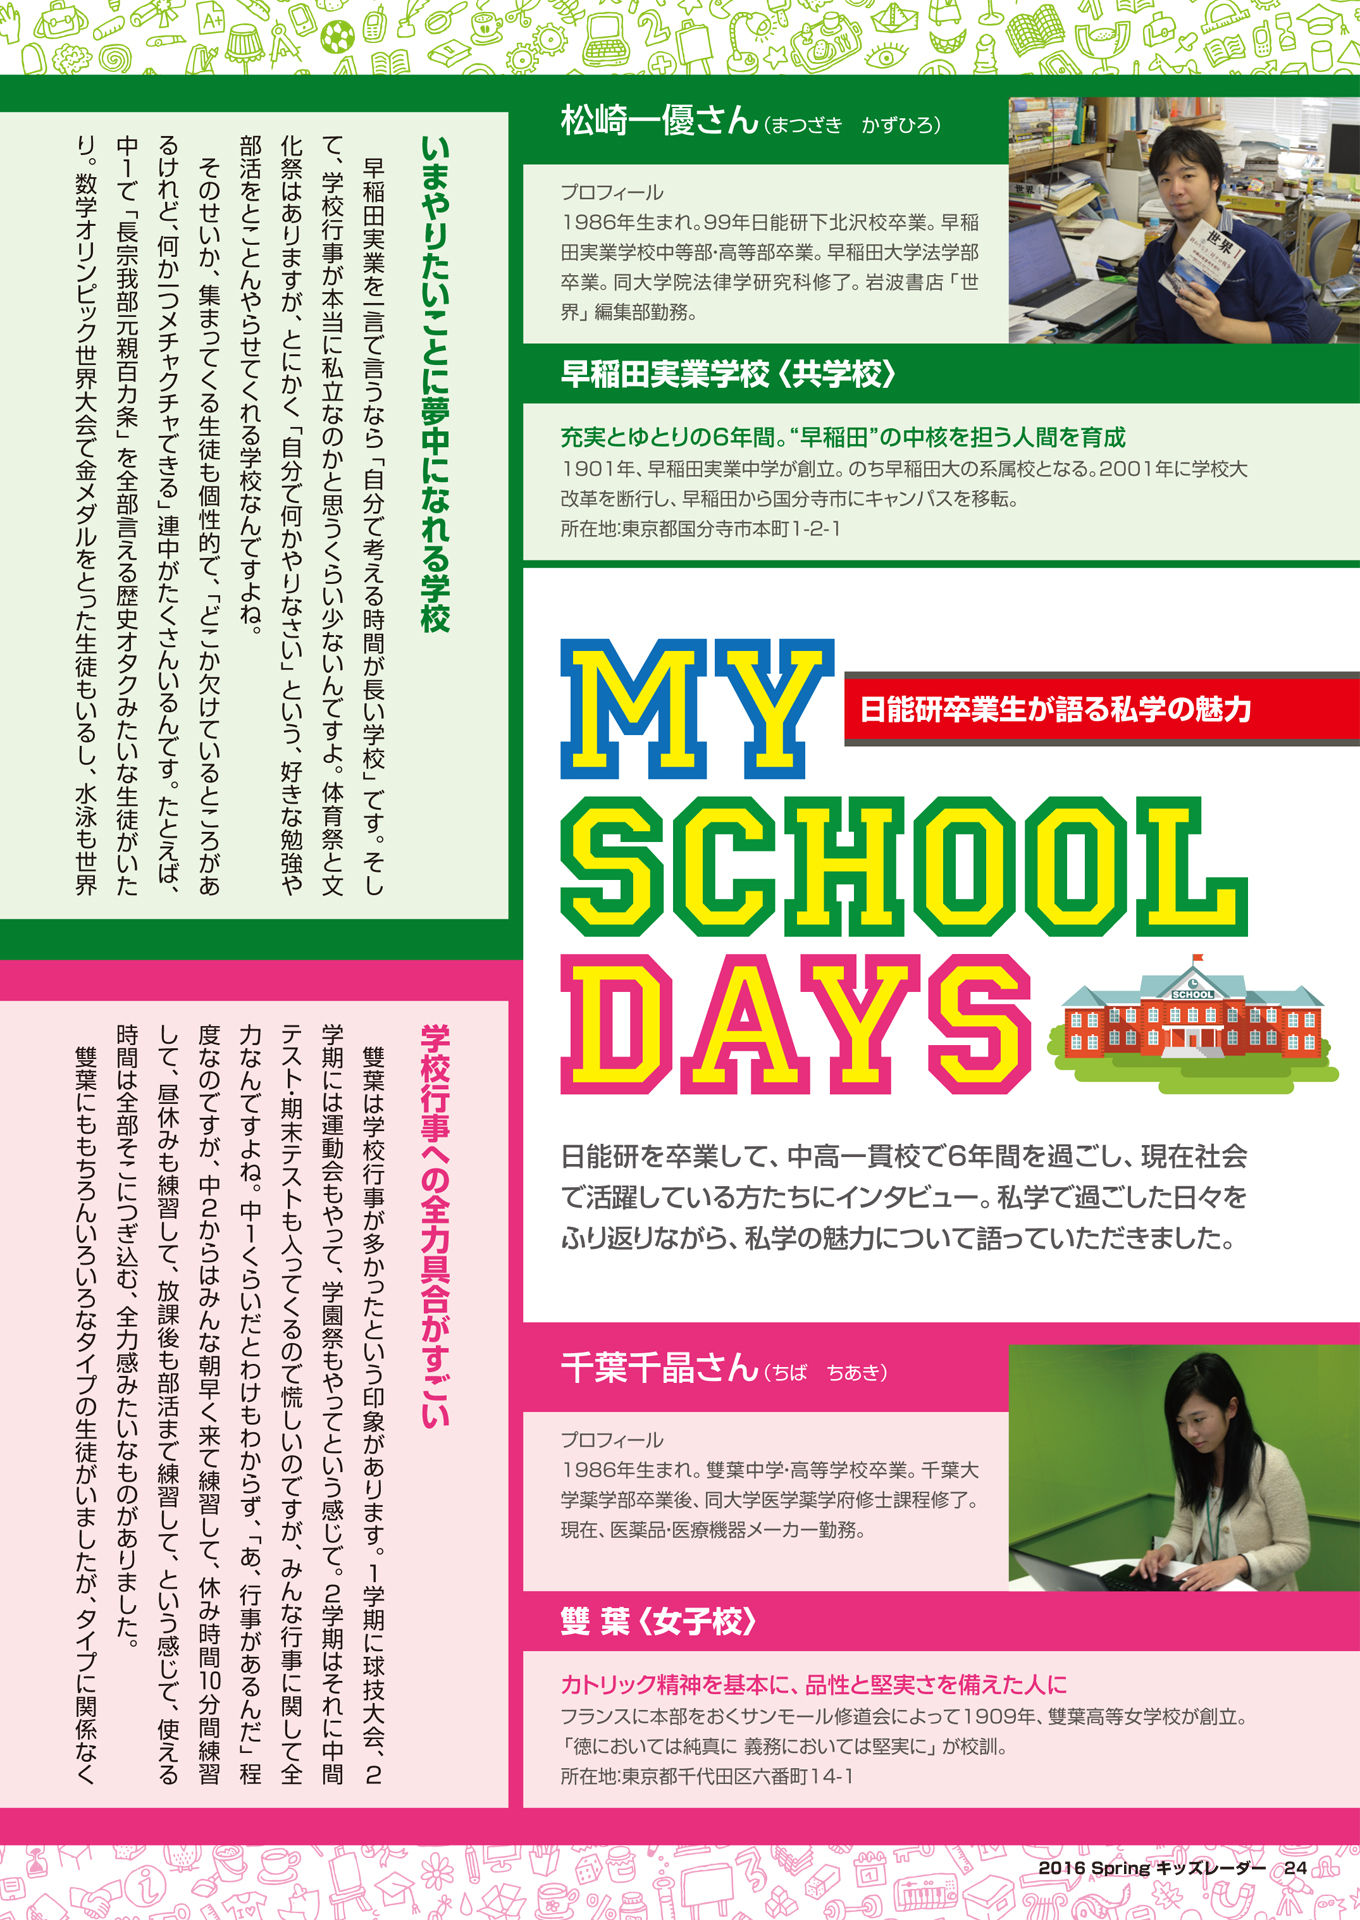 MY
SCHOOL
DAYS
日能研卒業生が語る私学の魅力
SCHOOL
日能研を卒業して、中高一貫校で6年間を過ごし、現在社会
で活躍している方たちにインタビュー。私学で過ごした日々を
ふり返りながら、私学の魅力について語っていただきました。
松崎一優さん（まつざき　かずひろ）
プロフィール
1986年生まれ。99年日能研下北沢校卒業。早稲
田実業学校中等部・高等部卒業。早稲田大学法学部
卒業。同大学院法律学研究科修了。岩波書店「世
界」編集部勤務。
世界
早稲田実業学校〈共学校〉
充実とゆとりの6年間。“早稲田”の中核を担う人間を育成
1901年、早稲田実業中学が創立。のち早稲田大の系属校となる。2001年に学校大
改革を断行し、早稲田から国分寺市にキャンパスを移転。
所在地:東京都国分寺市本町1-2-1
いまやりたいことに夢中になれる学校
早稲田実業を一言で言うなら「自分で考える時間が長い学校」です。そし
て、学校行事が本当に私立なのかと思うくらい少ないんですよ。体育祭と文
化祭はありますが、とにかく「自分で何かやりなさい」という、好きな勉強や
部活をとことんやらせてくれる学校なんですよね。
そのせいか、集まってくる生徒も個性的で、「どこか欠けているところがあ
るけれど、何か一つメチャクチャできる」連中がたくさんいるんです。たとえば、
中1で「長宗我部元親百カ条」を全部言える歴史オタクみたいな生徒がいた
り。数学オリンピック世界大会で金メダルをとった生徒もいるし、水泳も世界
千葉千晶さん（ちば　ちあき）
プロフィール
1986年生まれ。雙葉中学・高等学校卒業。千葉大
学薬学部卒業後、同大学医学薬学府修士課程修了。
現在、医薬品・医療機器メーカー勤務。
雙 葉〈女子校〉
カトリック精神を基本に、品性と堅実さを備えた人に
フランスに本部をおくサンモール修道会によって1909年、雙葉高等女学校が創立。
「徳においては純真に 義務においては堅実に」が校訓。
所在地:東京都千代田区六番町14-1
学校行事への全力具合がすごい
雙葉は学校行事が多かったという印象があります。1学期に球技大会、2
学期には運動会もやって、学園祭もやってという感じで。2学期はそれに中間
テスト・期末テストも入ってくるので慌しいのですが、みんな行事に関して全
力なんですよね。中1くらいだとわけもわからず、「あ、行事があるんだ」程
度なのですが、中2からはみんな朝早く来て練習して、休み時間10分間練習
して、昼休みも練習して、放課後も部活まで練習して、という感じで、使える
時間は全部そこにつぎ込む、全力感みたいなものがありました。
雙葉にももちろんいろいろなタイプの生徒がいましたが、タイプに関係なく
2016 Spring キッズレーダー　24